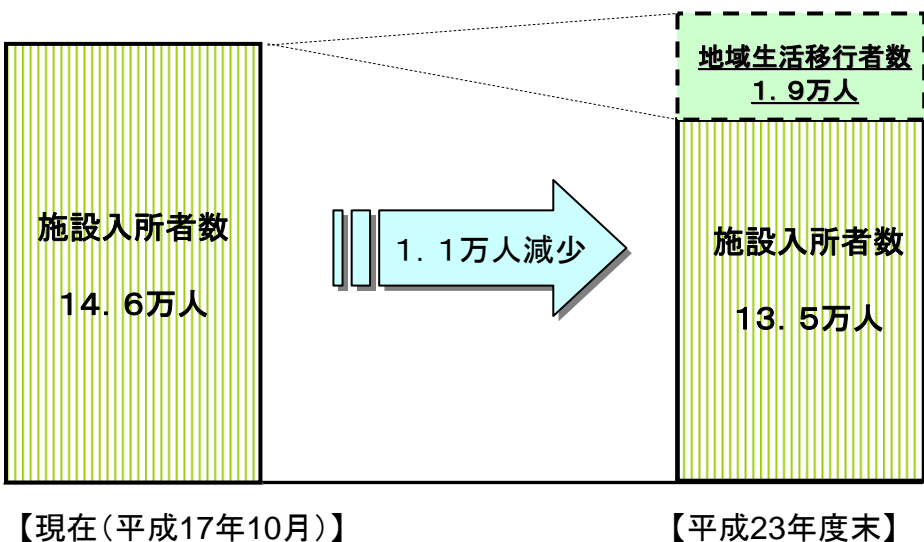 地域生活移行者数
１．９万人
施設入所者数
１４．６万人
１．１万人減少
施設入所者数
１３．５万人
【現在（平成17年10月）】
【平成23年度末】